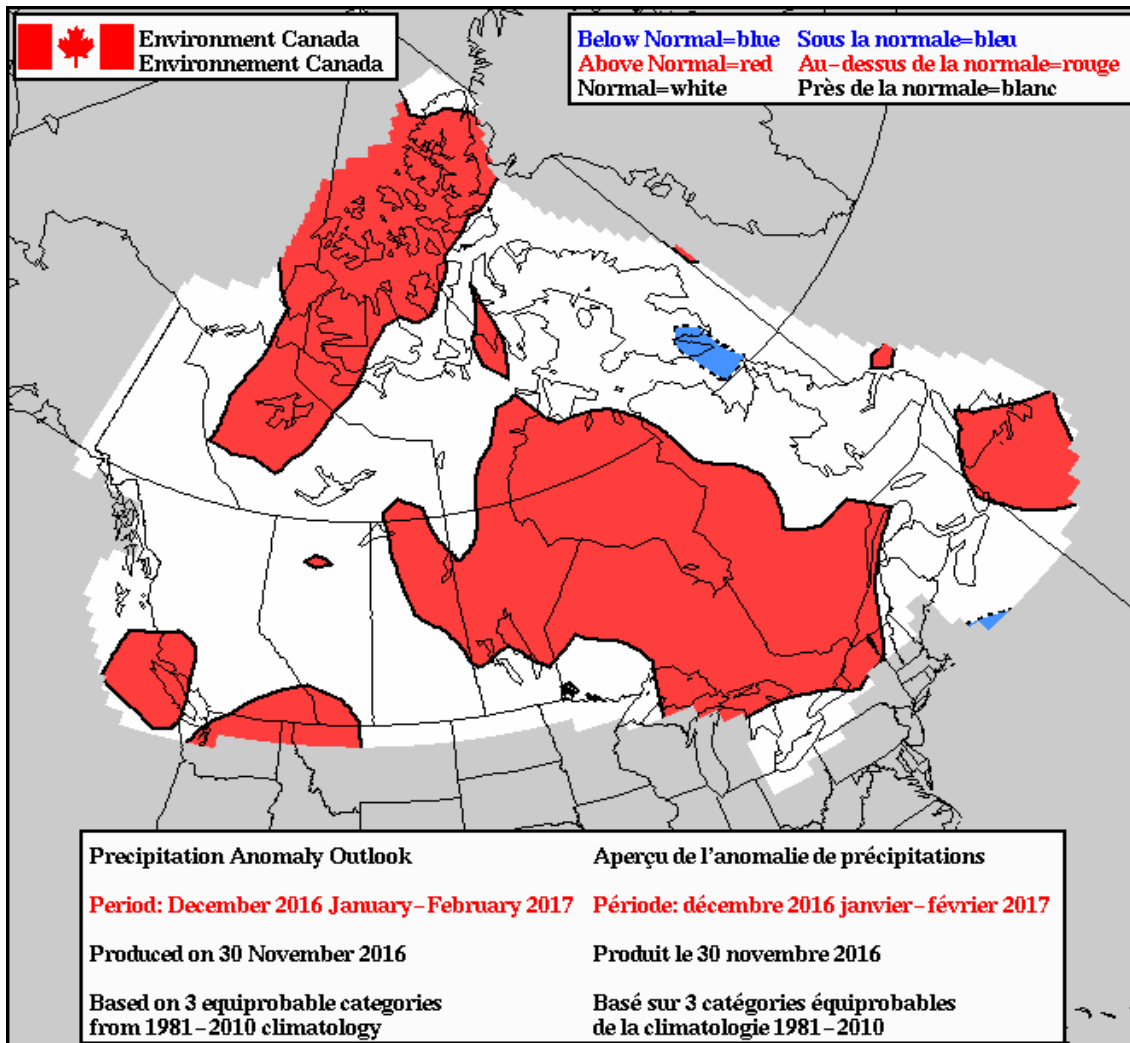 Environment Canada
Environnement Canada
Below Normal=blue Sous la normale=bleu
Above Normal=red Au-dessus de la normale=rouge
Normal=white Près de la normale=blanc
Precipitation Anomaly Outlook Aperçu de l'anomalie de précipitations
Period: December 2016 January-February 2017 Période: décembre 2016 janvier-février 2017
Produced on 30 November 2016 Produit le 30 novembre 2016
Based on 3 equiprobable categories Basé sur 3 catégories équiprobables
from 1981-2010 climatology de la climatologie 1981-2010